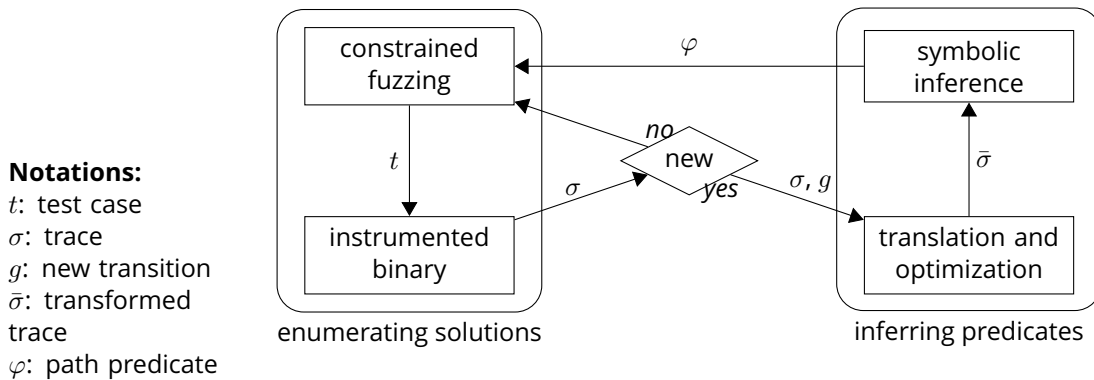 constrained
fuzzing
φ
symbolic
inference
no
new
yes
t
σ
σ, g
σ̄
instrumented
binary
translation and
optimization
enumerating solutions
inferring predicates
Notations:
t: test case
σ: trace
g: new transition
σ̄: transformed
trace
φ: path predicate